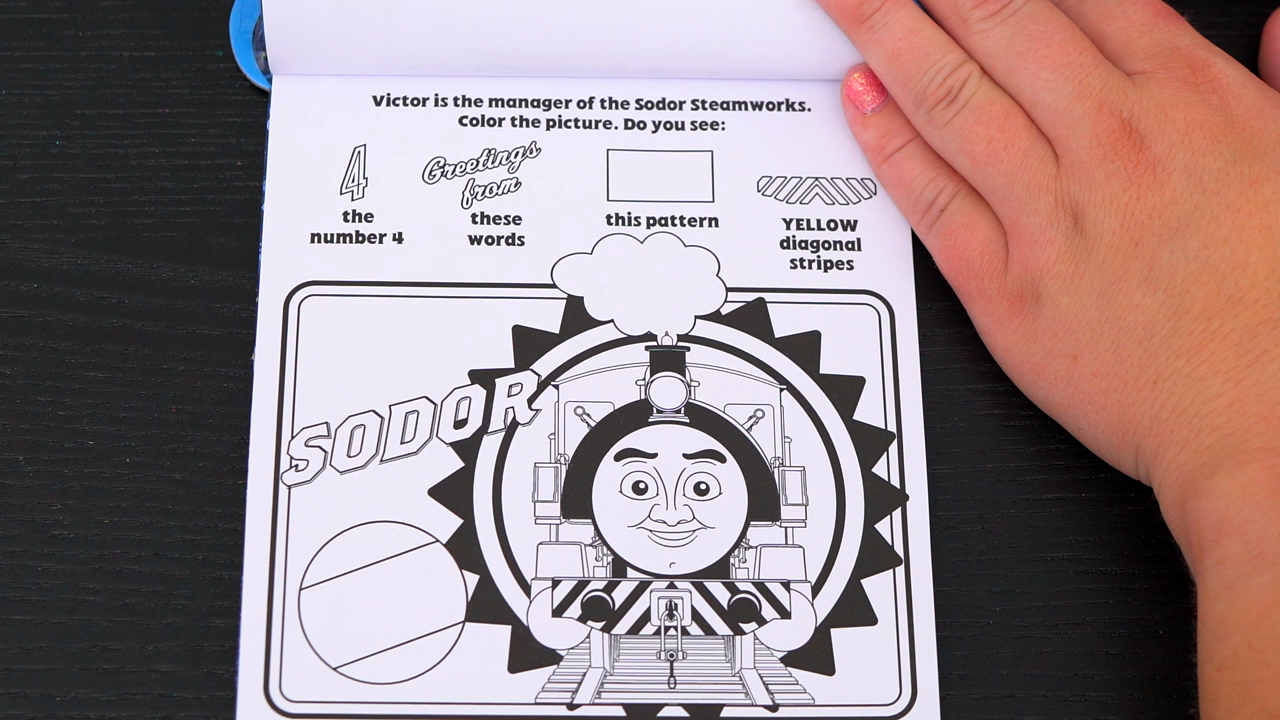 Victor is the manager of the Sodor Steamworks.
Color the picture. Do you see:
4
Greetings
from
the
number 4
these
words
this pattern
YELLOW
diagonal
stripes
SODOR